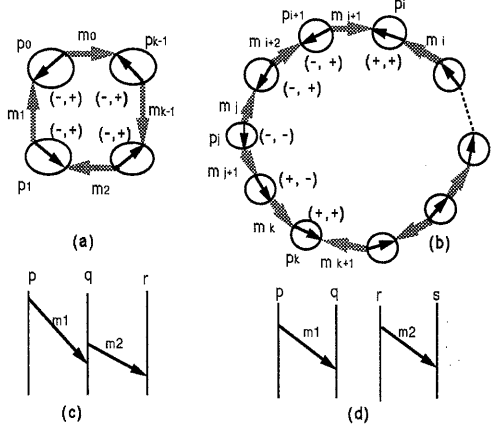 p0 m0 pk-1
m1 (-,+) (-,+) mk-1
(-,+) (-,+)
p1 m2
(a)
pi+1 m i+1 pi
m i+2 (-,+) (+,+) m i
(-,+)
m j
pj (-,-)
m j+1 (+,-)
m k (+,+)
pk m k+1 (b)
p q r
m1 m2
(c)
p q r s
m1 m2
(d)